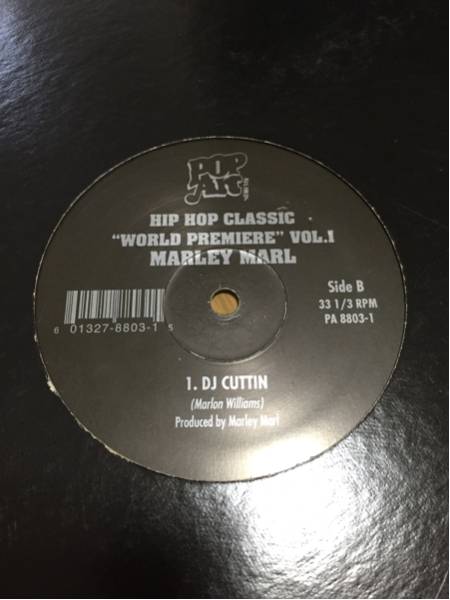 POP
ART
HIP HOP CLASSIC
"WORLD PREMIERE" VOL.I
MARLEY MARL
Side B
33 1/3 RPM
PA 8803-1
6 01327-8803-1 5
1. DJ CUTTIN
(Marlon Williams)
Produced by Marley Marl